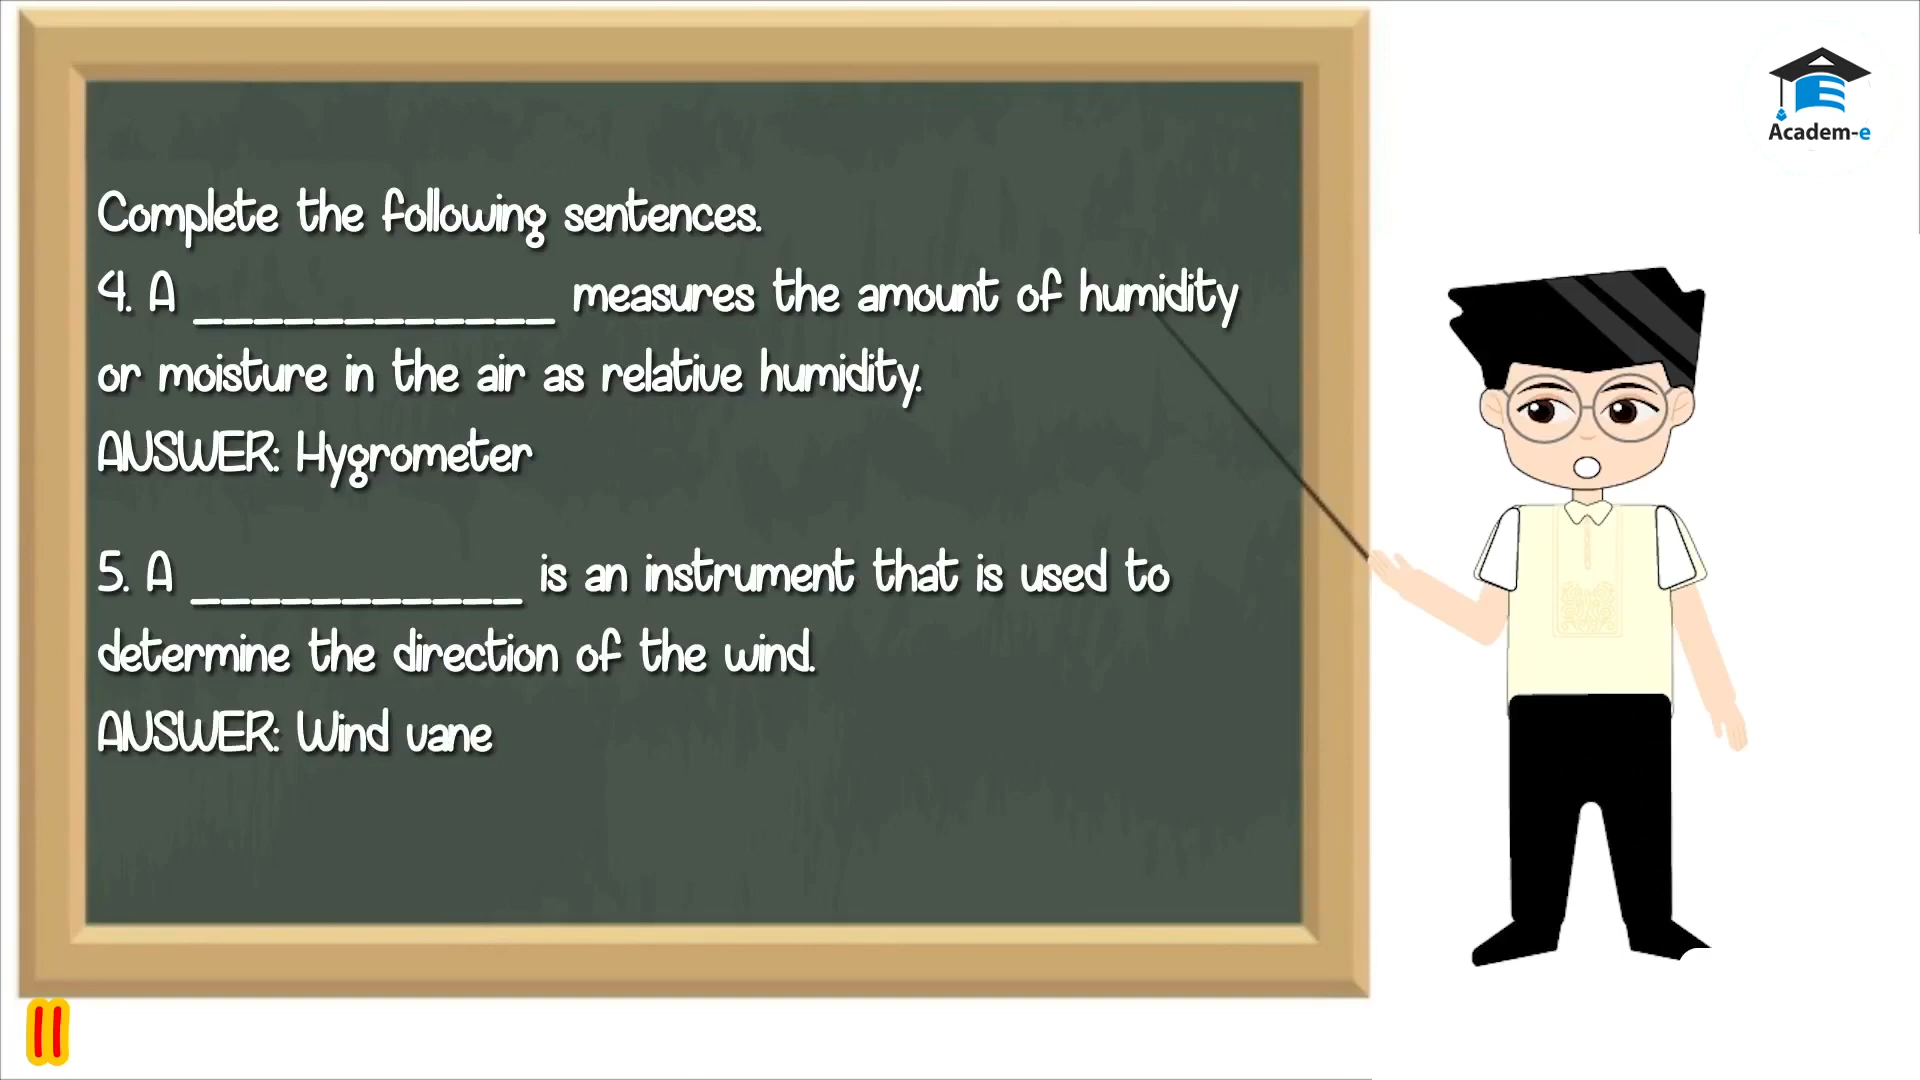 Academ-e
Complete the following sentences.
4. A ____________ measures the amount of humidity
or moisture in the air as relative humidity.
ANSWER: Hygrometer
5. A ___________ is an instrument that is used to
determine the direction of the wind.
ANSWER: Wind vane